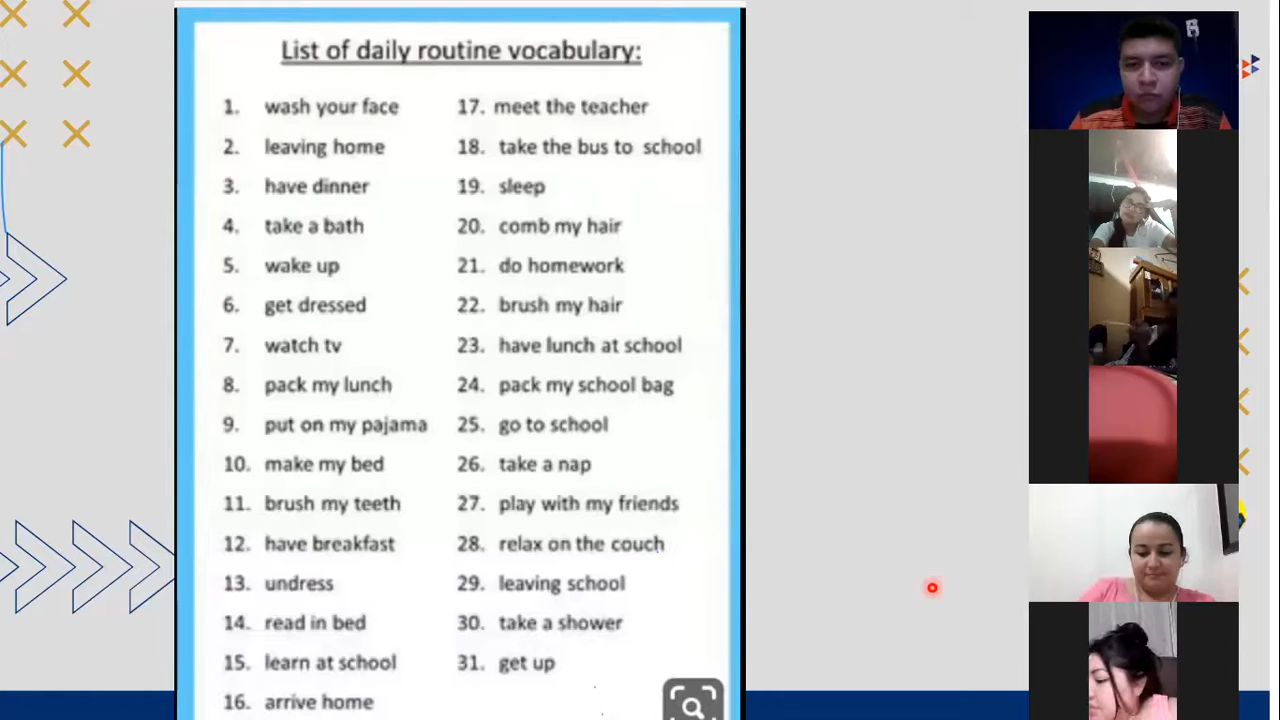 List of daily routine vocabulary:
1. wash your face
2. leaving home
3. have dinner
4. take a bath
5. wake up
6. get dressed
7. watch tv
8. pack my lunch
9. put on my pajama
10. make my bed
11. brush my teeth
12. have breakfast
13. undress
14. read in bed
15. learn at school
16. arrive home
17. meet the teacher
18. take the bus to school
19. sleep
20. comb my hair
21. do homework
22. brush my hair
23. have lunch at school
24. pack my school bag
25. go to school
26. take a nap
27. play with my friends
28. relax on the couch
29. leaving school
30. take a shower
31. get up